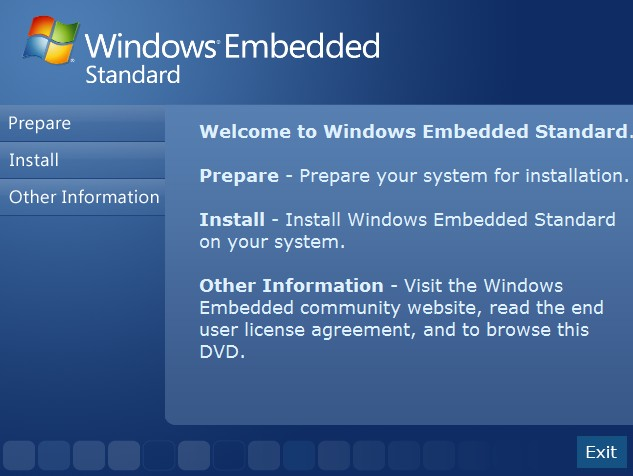 Windows® Embedded
Standard
Prepare
Install
Other Information
Welcome to Windows Embedded Standard.
Prepare - Prepare your system for installation.
Install - Install Windows Embedded Standard
on your system.
Other Information - Visit the Windows
Embedded community website, read the end
user license agreement, and to browse this
DVD.
Exit